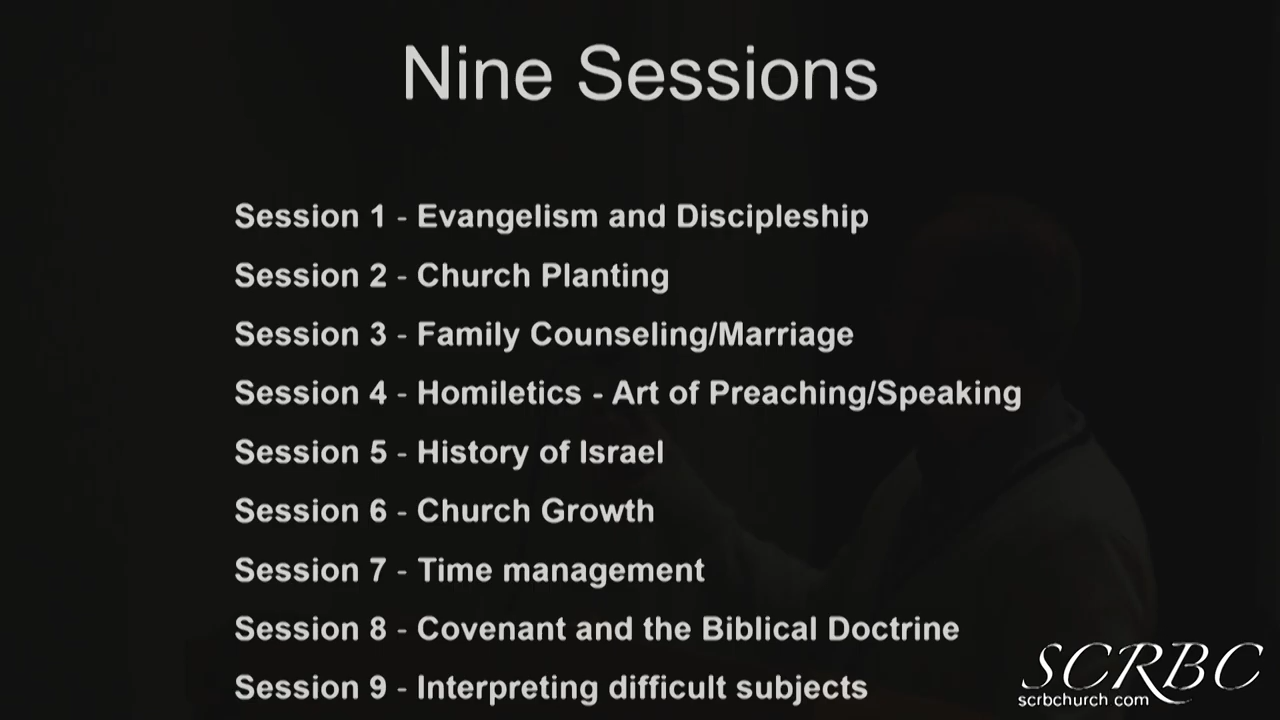 Nine Sessions
Session 1 - Evangelism and Discipleship
Session 2 - Church Planting
Session 3 - Family Counseling/Marriage
Session 4 - Homiletics - Art of Preaching/Speaking
Session 5 - History of Israel
Session 6 - Church Growth
Session 7 - Time management
Session 8 - Covenant and the Biblical Doctrine
Session 9 - Interpreting difficult subjects
SCRBC
scrbchurch com